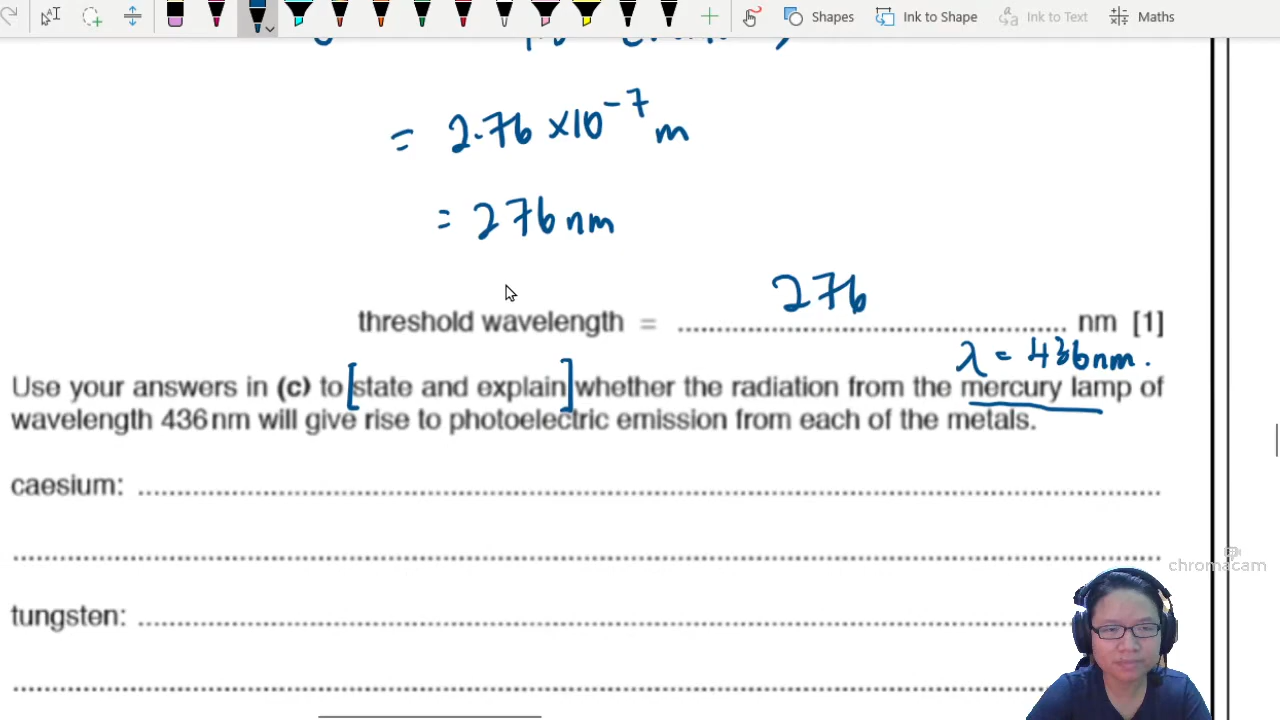 Shapes Ink to Shape Ink to Text Maths
= 2.76 ×10⁻⁷ m
= 276 nm
276
threshold wavelength = ........................................................ nm [1]
λ = 436nm.
Use your answers in (c) to [state and explain] whether the radiation from the mercury lamp of
wavelength 436 nm will give rise to photoelectric emission from each of the metals.
caesium: ........................................................
chromacam
tungsten: ........................................................